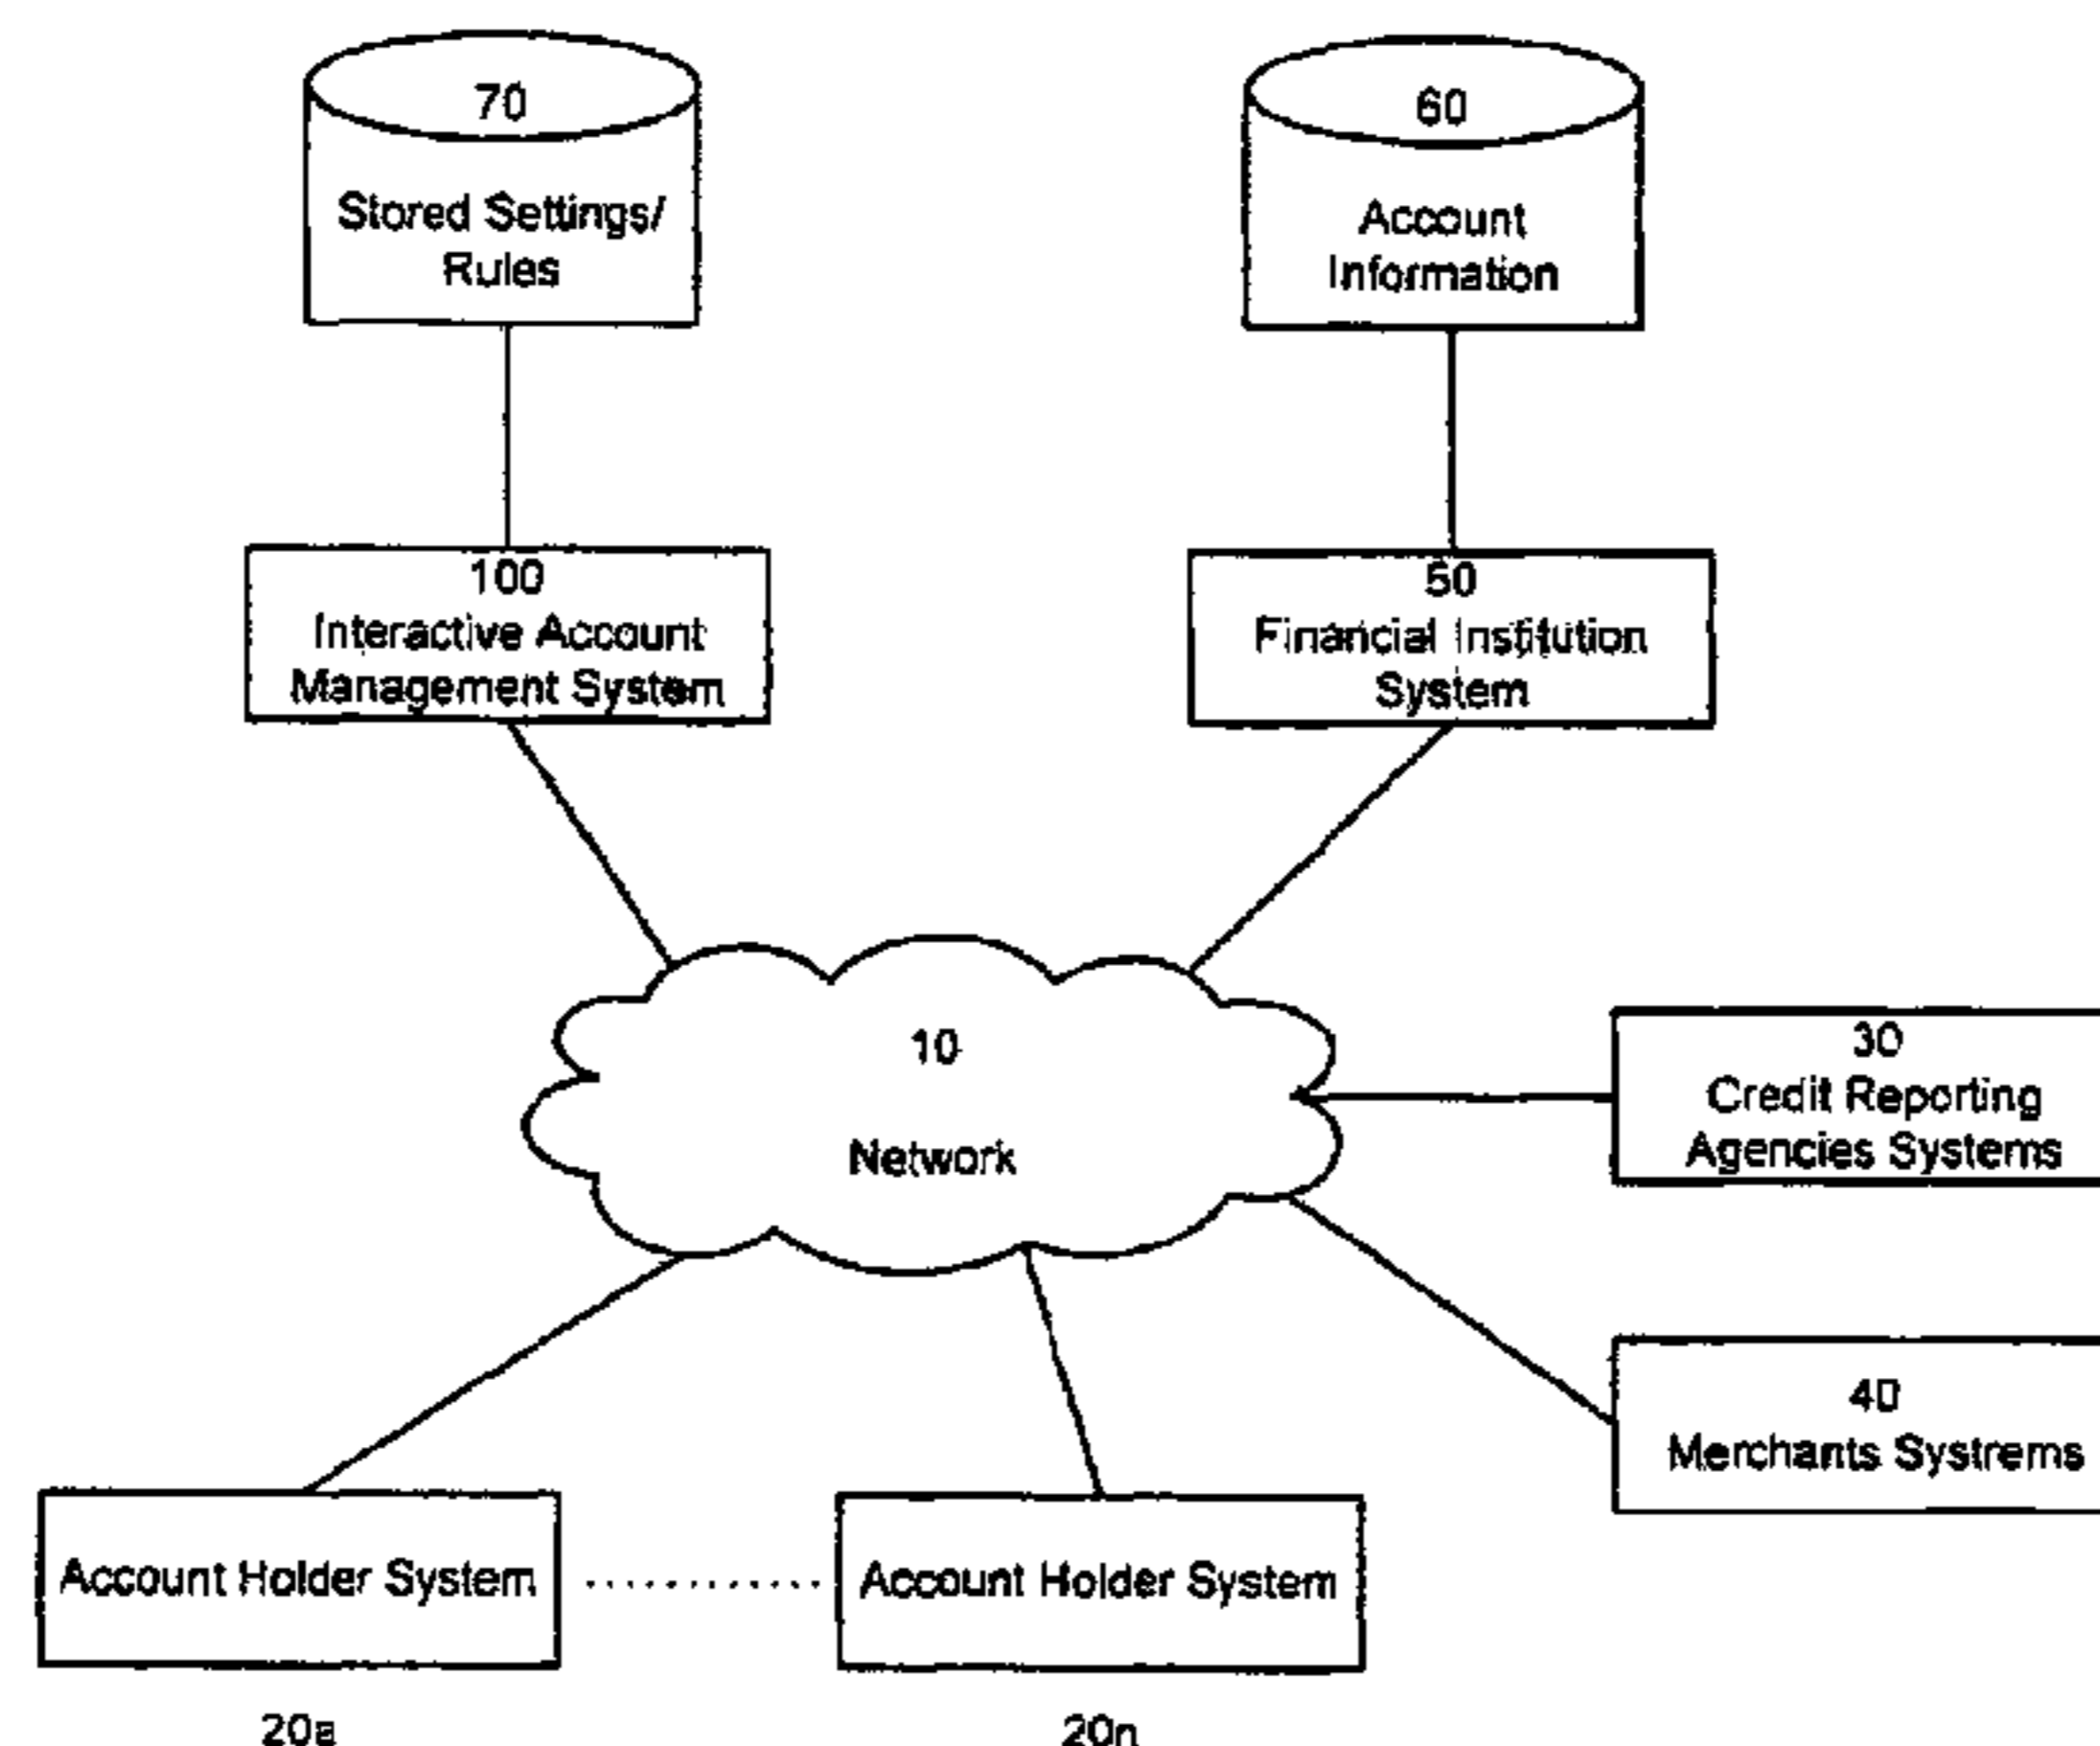 70
Stored Settings/
Rules
60
Account
Information
100
Interactive Account
Management System
50
Financial Institution
System
10
Network
30
Credit Reporting
Agencies Systems
40
Merchants Systrems
Account Holder System
Account Holder System
20a
20n